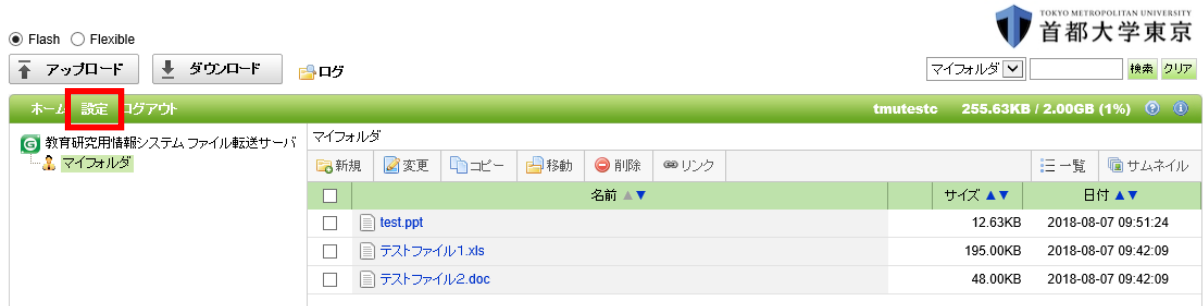 TOKYO METROPOLITAN UNIVERSITY
首都大学東京
Flash Flexible
アップロード ダウンロード ログ
マイフォルダ 検索 クリア
ホーム 設定 ログアウト tmutestc 255.63KB / 2.00GB (1%)
教育研究用情報システム ファイル転送サーバ
マイフォルダ
マイフォルダ
新規 変更 コピー 移動 削除 リンク 一覧 サムネイル
名前 ▲▼ サイズ ▲▼ 日付 ▲▼
test.ppt 12.63KB 2018-08-07 09:51:24
テストファイル1.xls 195.00KB 2018-08-07 09:42:09
テストファイル2.doc 48.00KB 2018-08-07 09:42:09